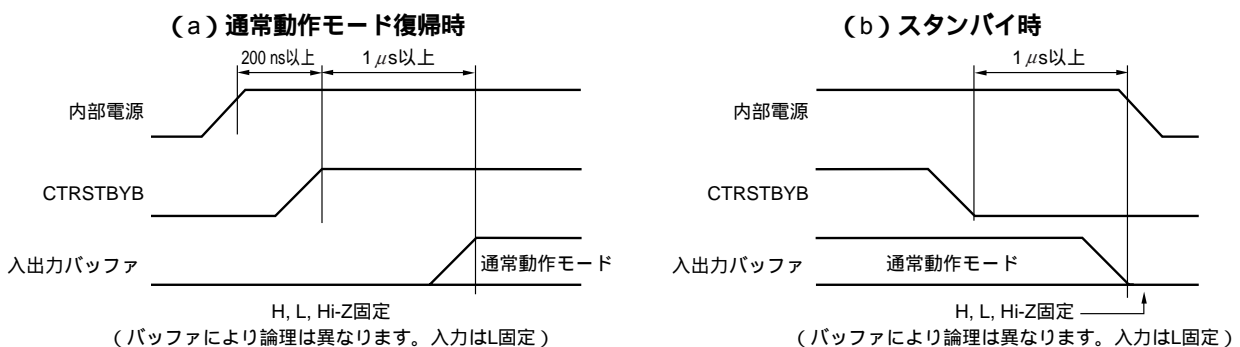 (a)通常動作モード復帰時
200 ns以上
1 μs以上
内部電源
CTRSTBYB
入出力バッファ
通常動作モード
H, L, Hi-Z固定
(バッファにより論理は異なります。入力はL固定)
(b)スタンバイ時
1 μs以上
内部電源
CTRSTBYB
入出力バッファ
通常動作モード
H, L, Hi-Z固定
(バッファにより論理は異なります。入力はL固定)